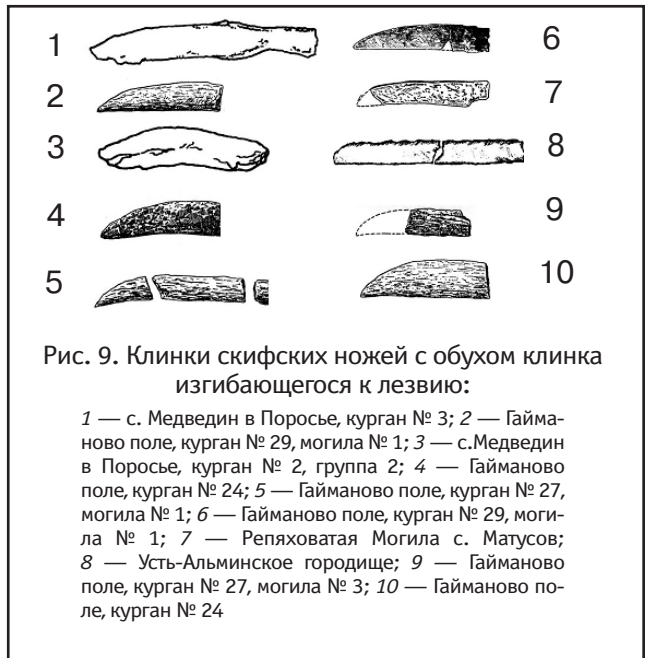 1
6
2
7
3
8
4
9
5
10
Рис. 9. Клинки скифских ножей с обухом клинка
изгибающегося к лезвию:
1 — с. Медведин в Поросье, курган № 3; 2 — Гайма-
ново поле, курган № 29, могила № 1; 3 — с.Медведин
в Поросье, курган № 2, группа 2; 4 — Гайманово
поле, курган № 24; 5 — Гайманово поле, курган № 27,
могила № 1; 6 — Гайманово поле, курган № 29, моги-
ла № 1; 7 — Репяховатая Могила с. Матусов;
8 — Усть-Альминское городище; 9 — Гайманово
поле, курган № 27, могила № 3; 10 — Гайманово по-
ле, курган № 24